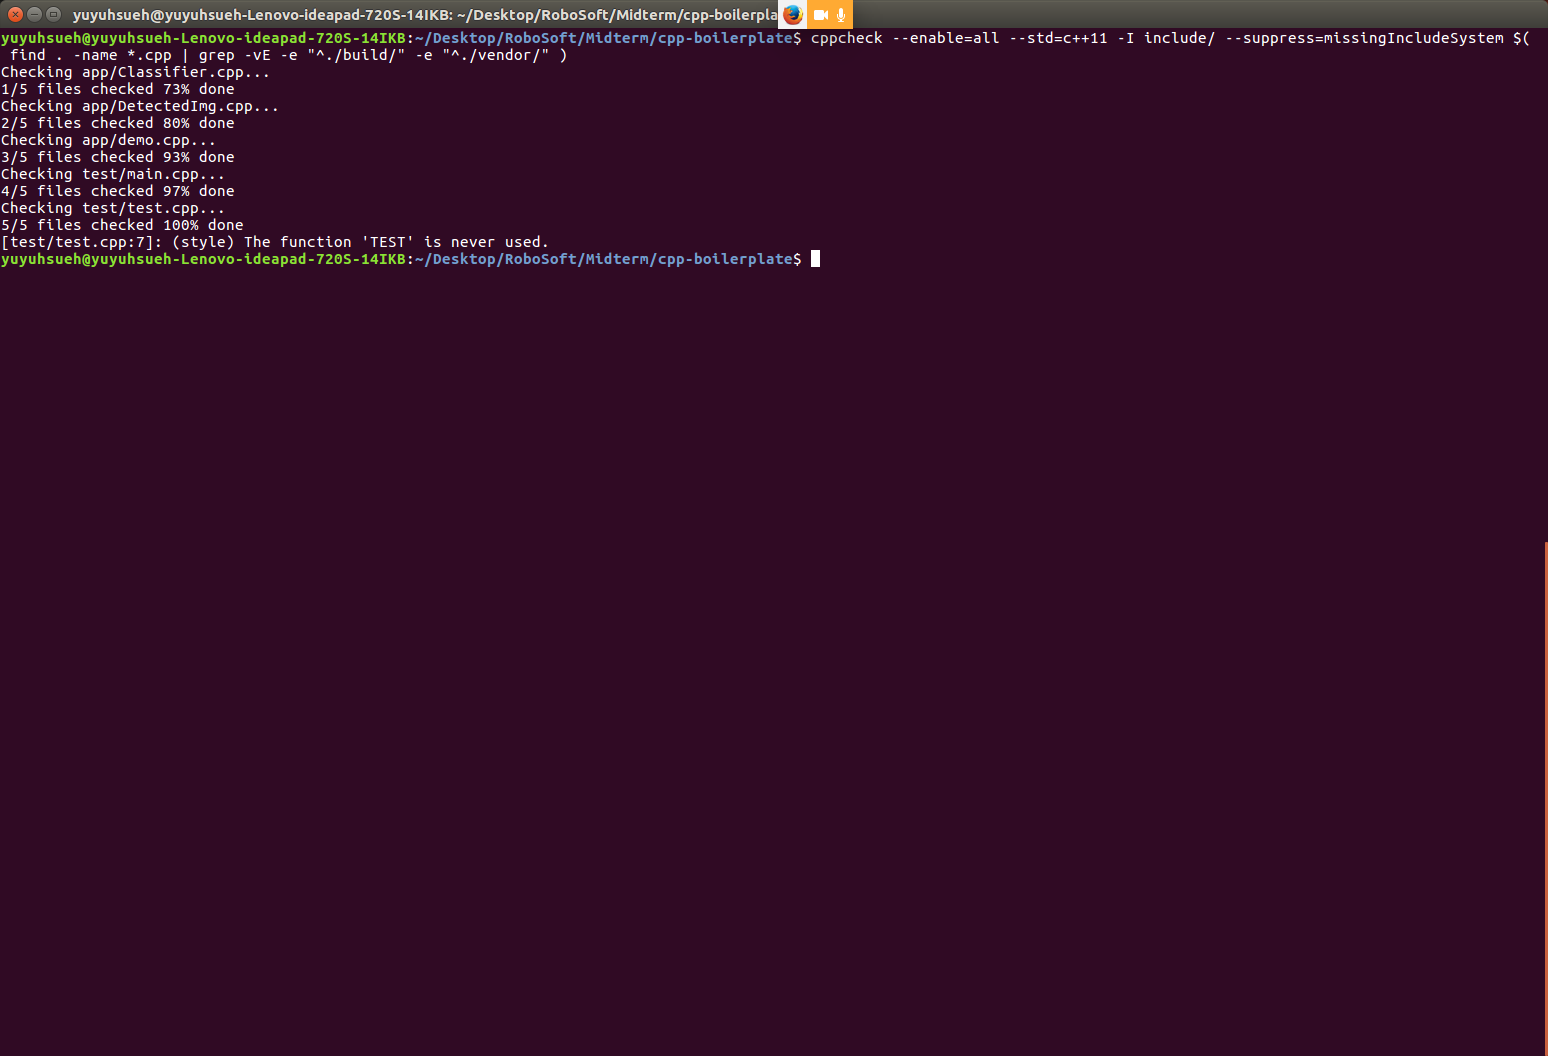 yuyuhsueh@yuyuhsueh-Lenovo-ideapad-720S-14IKB: ~/Desktop/RoboSoft/Midterm/cpp-boilerpla
yuyuhsueh@yuyuhsueh-Lenovo-ideapad-720S-14IKB:~/Desktop/RoboSoft/Midterm/cpp-boilerplate$ cppcheck --enable=all --std=c++11 -I include/ --suppress=missingIncludeSystem $(
 find . -name *.cpp | grep -vE -e "^./build/" -e "^./vendor/" )
Checking app/Classifier.cpp...
1/5 files checked 73% done
Checking app/DetectedImg.cpp...
2/5 files checked 80% done
Checking app/demo.cpp...
3/5 files checked 93% done
Checking test/main.cpp...
4/5 files checked 97% done
Checking test/test.cpp...
5/5 files checked 100% done
[test/test.cpp:7]: (style) The function 'TEST' is never used.
yuyuhsueh@yuyuhsueh-Lenovo-ideapad-720S-14IKB:~/Desktop/RoboSoft/Midterm/cpp-boilerplate$